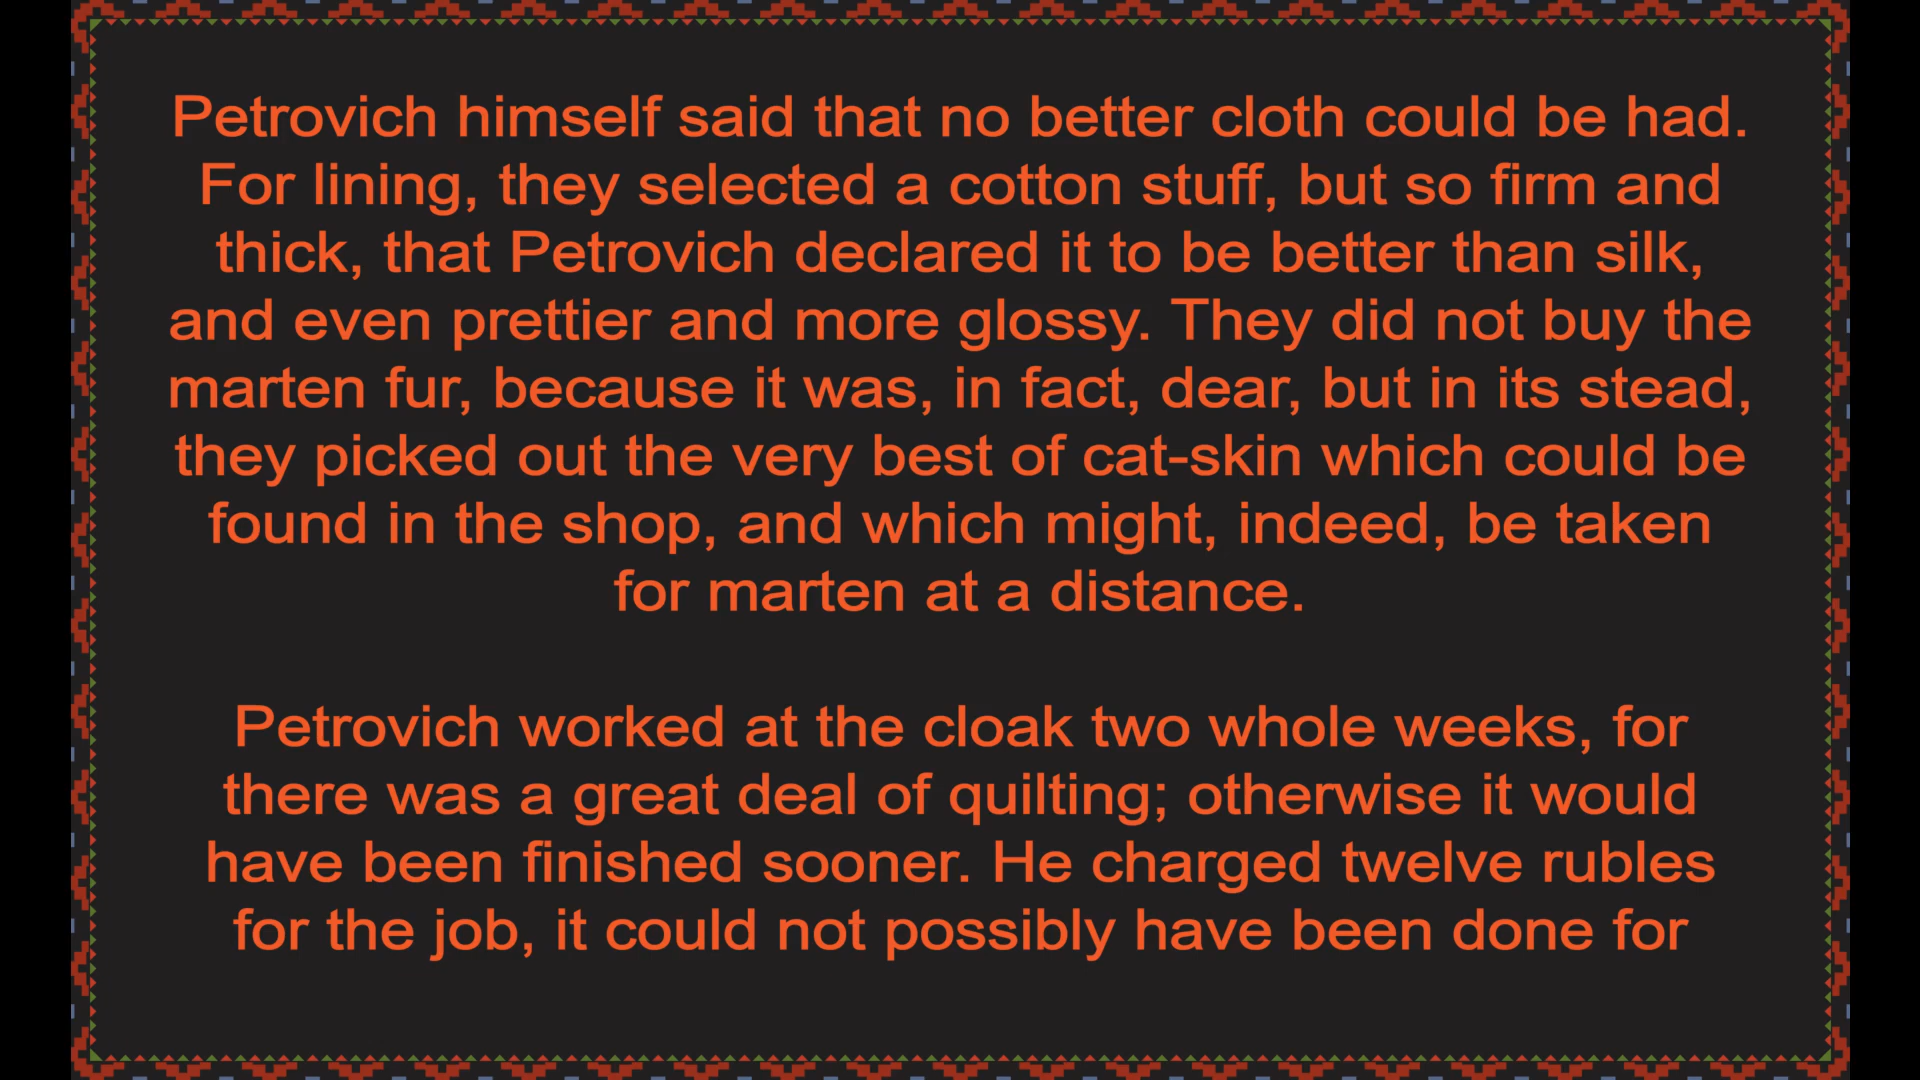 Petrovich himself said that no better cloth could be had.
For lining, they selected a cotton stuff, but so firm and
thick, that Petrovich declared it to be better than silk,
and even prettier and more glossy. They did not buy the
marten fur, because it was, in fact, dear, but in its stead,
they picked out the very best of cat-skin which could be
found in the shop, and which might, indeed, be taken
for marten at a distance.
Petrovich worked at the cloak two whole weeks, for
there was a great deal of quilting; otherwise it would
have been finished sooner. He charged twelve rubles
for the job, it could not possibly have been done for